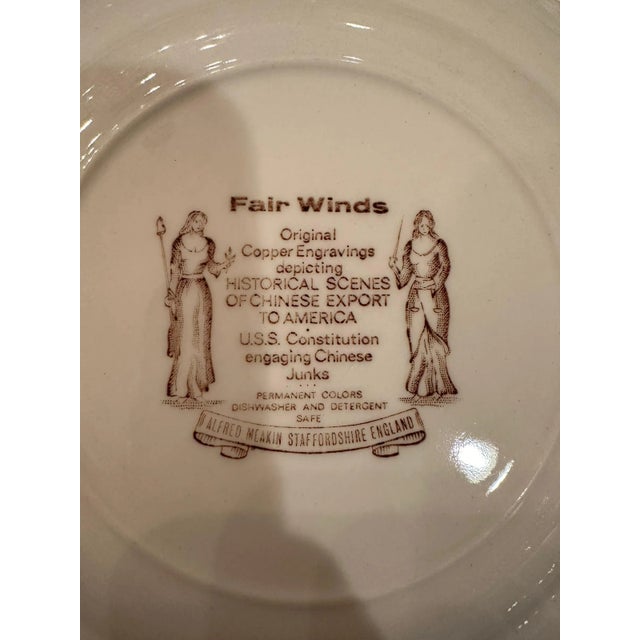 Fair Winds
Original
Copper Engravings
depicting
HISTORICAL SCENES
OF CHINESE EXPORT
TO AMERICA
U.S.S. Constitution
engaging Chinese
Junks
PERMANENT COLORS
DISHWASHER AND DETERGENT
SAFE
ALFRED MEAKIN STAFFORDSHIRE ENGLAND